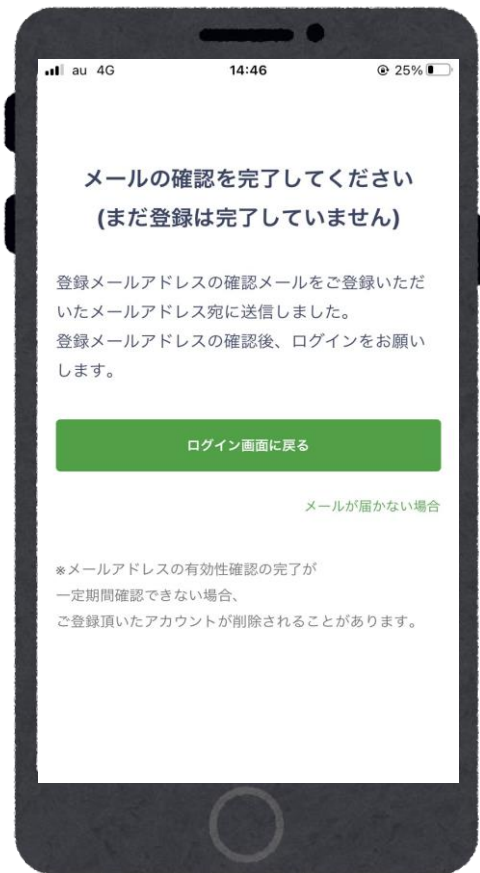 au 4G 14:46 25%
メールの確認を完了してください
(まだ登録は完了していません)
登録メールアドレスの確認メールをご登録いただ
いたメールアドレス宛に送信しました。
登録メールアドレスの確認後、ログインをお願い
します。
ログイン画面に戻る
メールが届かない場合
※メールアドレスの有効性確認の完了が
一定期間確認できない場合、
ご登録頂いたアカウントが削除されることがあります。